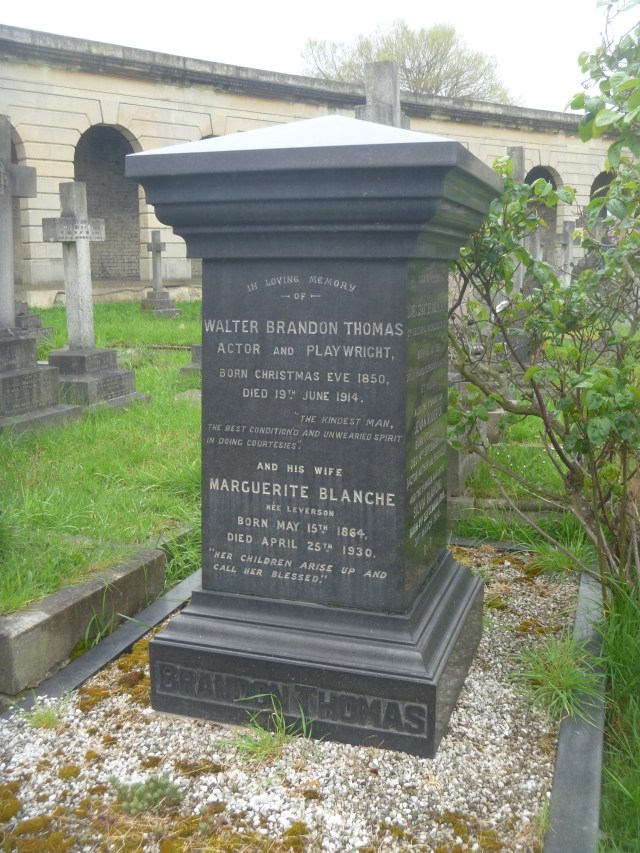 IN LOVING MEMORY
OF
WALTER BRANDON THOMAS
ACTOR AND PLAYWRIGHT,
BORN CHRISTMAS EVE 1850,
DIED 19TH JUNE 1914.
"THE KINDEST MAN,
THE BEST CONDITION'D AND UNWEARIED SPIRIT
IN DOING COURTESIES".
AND HIS WIFE
MARGUERITE BLANCHE
NÉE LEVERSON
BORN MAY 15TH 1864,
DIED APRIL 25TH 1930.
"HER CHILDREN ARISE UP AND
CALL HER BLESSED."
BRANDON THOMAS